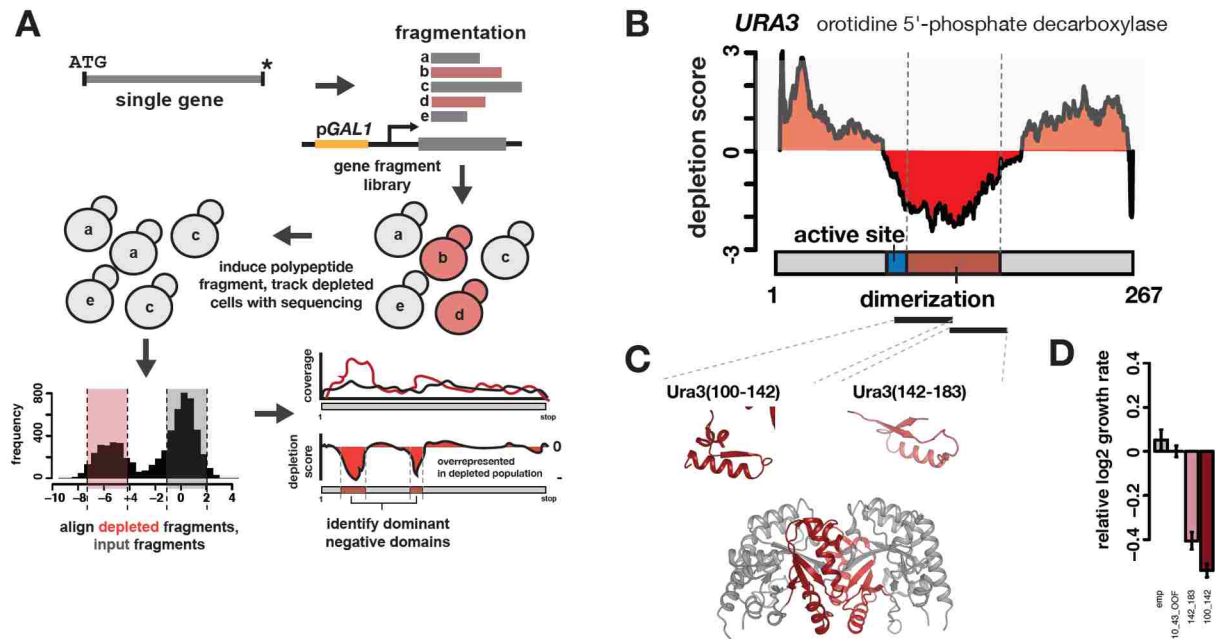 A
ATG
*
single gene
fragmentation
a
b
c
d
e
pGAL1
gene fragment
library
a
a
c
e
c
induce polypeptide
fragment, track depleted
cells with sequencing
a
b
c
e
d
frequency
800
400
0
-10 -8 -6 +4 -1 0 1 2 3 4
align depleted fragments,
input fragments
coverage
1
stop
depletion
score
0
-
overrepresented
in depleted population
1
stop
identify dominant
negative domains
B
URA3 orotidine 5'-phosphate decarboxylase
depletion score
3
0
-3
active site
dimerization
1
267
C
Ura3(100-142)
Ura3(142-183)
D
relative log2 growth rate
0.4
0.2
0
-0.2
-0.4
emp
10_43_OOF
142_183
100_142